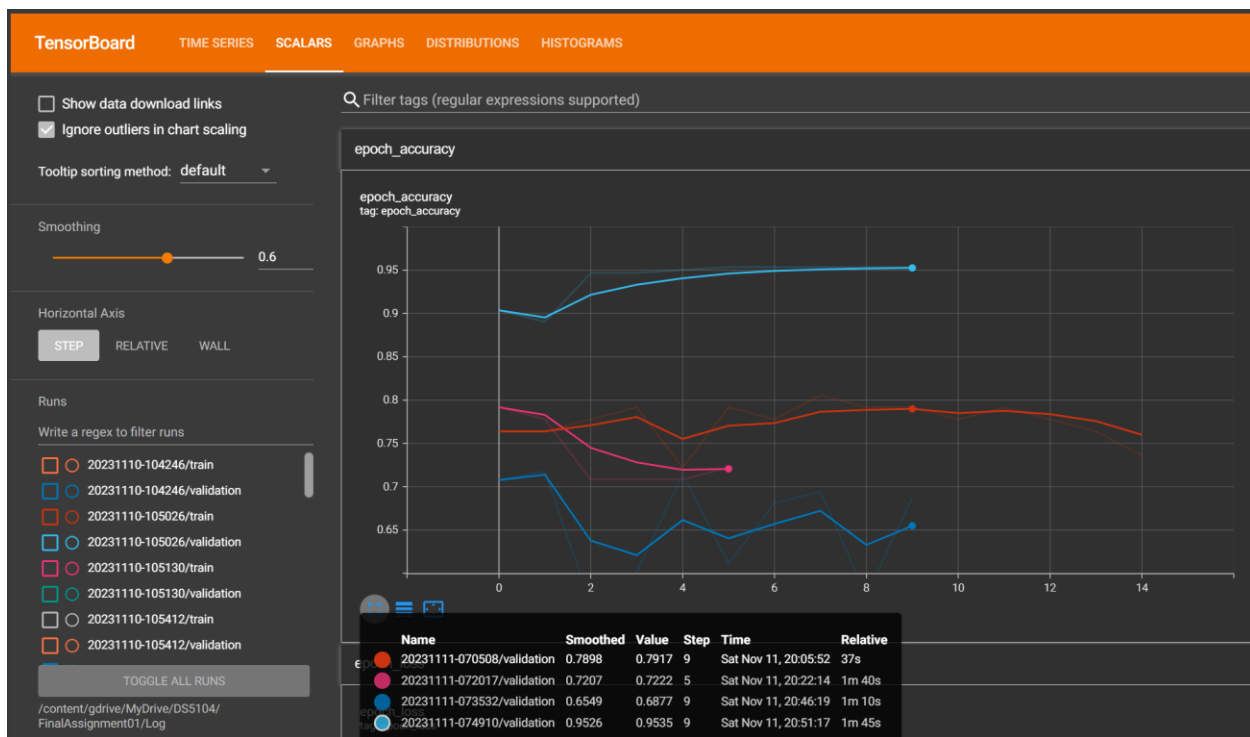 TensorBoard TIME SERIES SCALARS GRAPHS DISTRIBUTIONS HISTOGRAMS
Show data download links
Ignore outliers in chart scaling
Tooltip sorting method: default
Smoothing
0.6
Horizontal Axis
STEP RELATIVE WALL
Runs
Write a regex to filter runs
20231110-104246/train
20231110-104246/validation
20231110-105026/train
20231110-105026/validation
20231110-105130/train
20231110-105130/validation
20231110-105412/train
20231110-105412/validation
TOGGLE ALL RUNS
/content/gdrive/MyDrive/DS5104/
FinalAssignment01/Log
Filter tags (regular expressions supported)
epoch_accuracy
epoch_accuracy
tag: epoch_accuracy
0.95
0.9
0.85
0.8
0.75
0.7
0.65
0 2 4 6 8 10 12 14
epoch_loss
epoch_loss
tag: epoch_loss
Name Smoothed Value Step Time Relative
20231111-070508/validation 0.7898 0.7917 9 Sat Nov 11, 20:05:52 37s
20231111-072017/validation 0.7207 0.7222 5 Sat Nov 11, 20:22:14 1m 40s
20231111-073532/validation 0.6549 0.6877 9 Sat Nov 11, 20:46:19 1m 10s
20231111-074910/validation 0.9526 0.9535 9 Sat Nov 11, 20:51:17 1m 45s